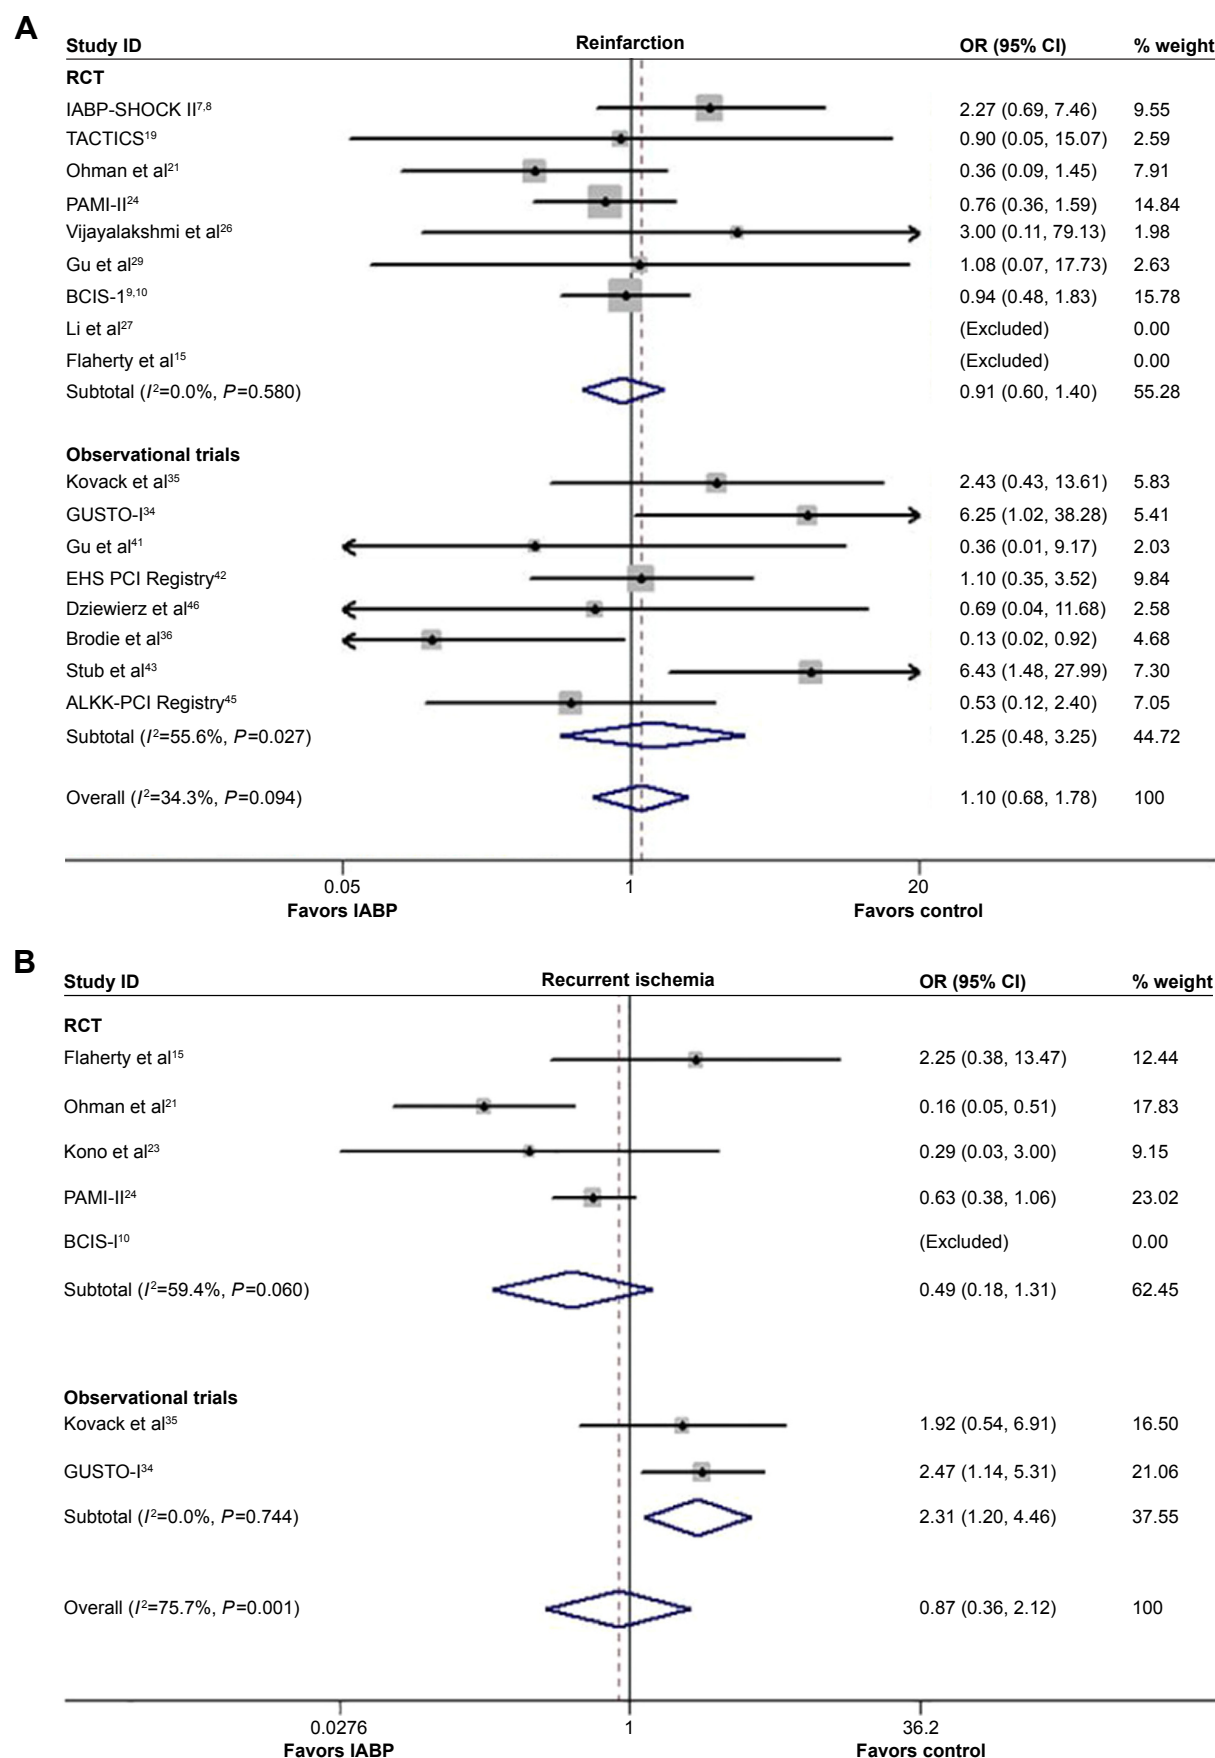 A
Study ID Reinfarction OR (95% CI) % weight
RCT
IABP-SHOCK II7,8 2.27 (0.69, 7.46) 9.55
TACTICS19 0.90 (0.05, 15.07) 2.59
Ohman et al21 0.36 (0.09, 1.45) 7.91
PAMI-II24 0.76 (0.36, 1.59) 14.84
Vijayalakshmi et al26 3.00 (0.11, 79.13) 1.98
Gu et al29 1.08 (0.07, 17.73) 2.63
BCIS-19,10 0.94 (0.48, 1.83) 15.78
Li et al27 (Excluded) 0.00
Flaherty et al15 (Excluded) 0.00
Subtotal (I2=0.0%, P=0.580) 0.91 (0.60, 1.40) 55.28
Observational trials
Kovack et al35 2.43 (0.43, 13.61) 5.83
GUSTO-I34 6.25 (1.02, 38.28) 5.41
Gu et al41 0.36 (0.01, 9.17) 2.03
EHS PCI Registry42 1.10 (0.35, 3.52) 9.84
Dziewierz et al46 0.69 (0.04, 11.68) 2.58
Brodie et al36 0.13 (0.02, 0.92) 4.68
Stub et al43 6.43 (1.48, 27.99) 7.30
ALKK-PCI Registry45 0.53 (0.12, 2.40) 7.05
Subtotal (I2=55.6%, P=0.027) 1.25 (0.48, 3.25) 44.72
Overall (I2=34.3%, P=0.094) 1.10 (0.68, 1.78) 100
0.05 1 20
Favors IABP Favors control
B
Study ID Recurrent ischemia OR (95% CI) % weight
RCT
Flaherty et al15 2.25 (0.38, 13.47) 12.44
Ohman et al21 0.16 (0.05, 0.51) 17.83
Kono et al23 0.29 (0.03, 3.00) 9.15
PAMI-II24 0.63 (0.38, 1.06) 23.02
BCIS-I10 (Excluded) 0.00
Subtotal (I2=59.4%, P=0.060) 0.49 (0.18, 1.31) 62.45
Observational trials
Kovack et al35 1.92 (0.54, 6.91) 16.50
GUSTO-I34 2.47 (1.14, 5.31) 21.06
Subtotal (I2=0.0%, P=0.744) 2.31 (1.20, 4.46) 37.55
Overall (I2=75.7%, P=0.001) 0.87 (0.36, 2.12) 100
0.0276 1 36.2
Favors IABP Favors control